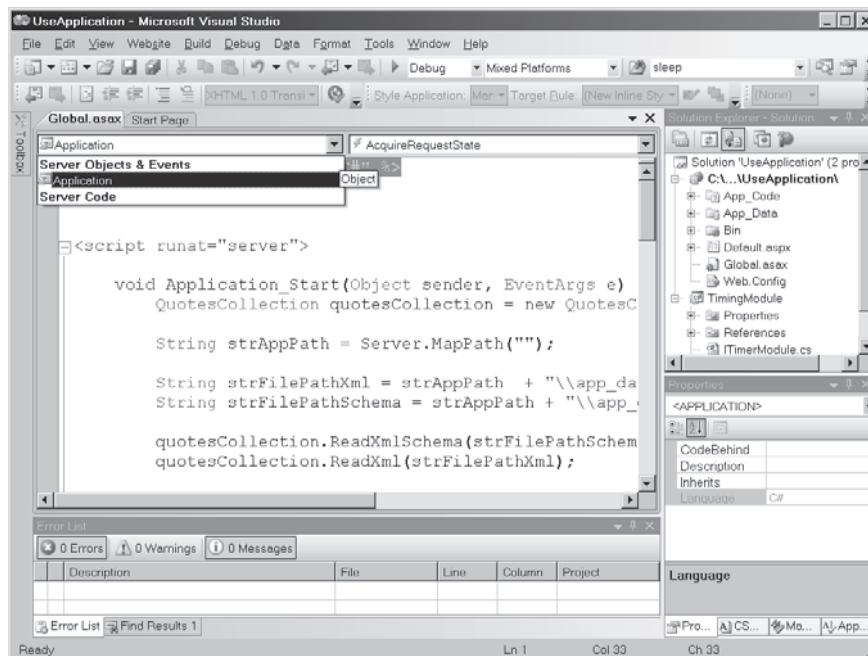 UseApplication - Microsoft Visual Studio
File Edit View Website Build Debug Data Format Tools Window Help
Debug Mixed Platforms sleep
XHTML 1.0 Transi Style Application: Mar Target Rule: (New Inline Sty (None)
Toolbox
Global.asax Start Page
Application AcquireRequestState
Server Objects & Events
Application
Object
Server Code
%>
<script runat="server">
void Application_Start(Object sender, EventArgs e)
QuotesCollection quotesCollection = new QuotesC
String strAppPath = Server.MapPath("");
String strFilePathXml = strAppPath + "\\app_da
String strFilePathSchema = strAppPath + "\\app_
quotesCollection.ReadXmlSchema(strFilePathSchem
quotesCollection.ReadXml(strFilePathXml);
Solution Explorer - Solution
Solution 'UseApplication' (2 pro
C:\...\UseApplication\
App_Code
App_Data
Bin
Default.aspx
Global.asax
Web.Config
TimingModule
Properties
References
ITimerModule.cs
Properties
<APPLICATION>
CodeBehind
Description
Inherits
Language C#
Language
Pro... CS... Ma... App...
Error List
0 Errors 0 Warnings 0 Messages
Description File Line Column Project
Error List Find Results 1
Ready Ln 1 Col 33 Ch 33